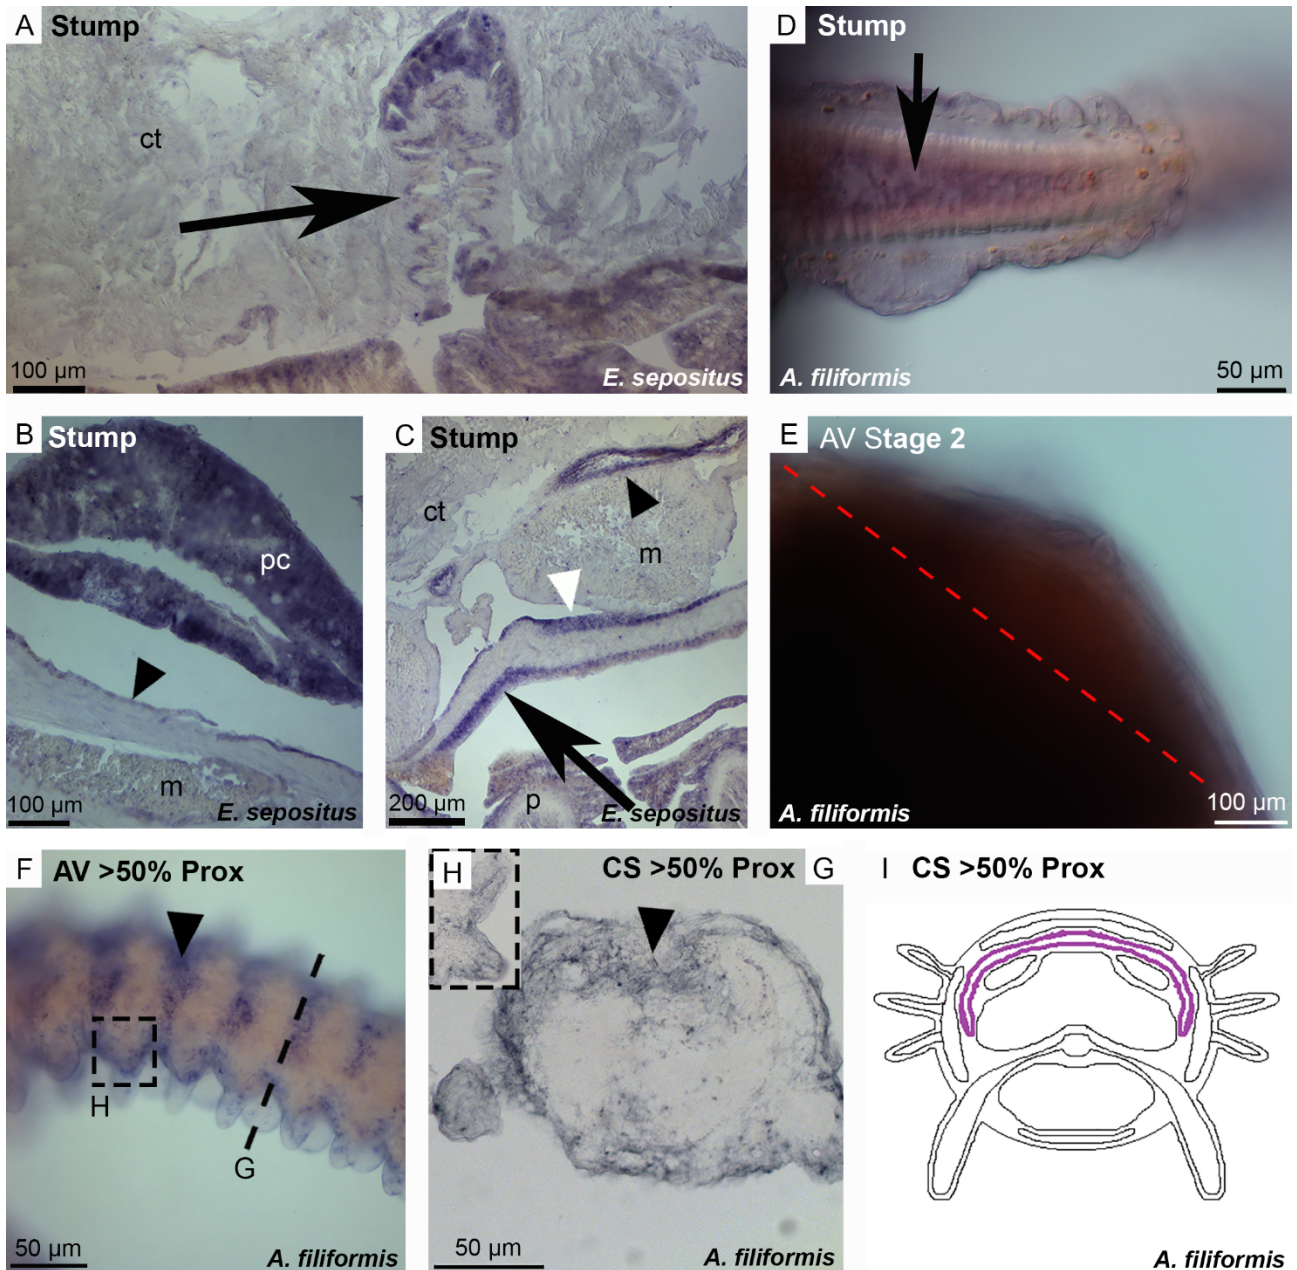 A Stump
ct
100 µm
E. sepositus
D Stump
A. filiformis
50 µm
B Stump
pc
m
100 µm
E. sepositus
C Stump
ct
m
p
200 µm
E. sepositus
E AV Stage 2
A. filiformis
100 µm
F AV >50% Prox
H
G
50 µm
A. filiformis
H CS >50% Prox G
50 µm
A. filiformis
I CS >50% Prox
A. filiformis